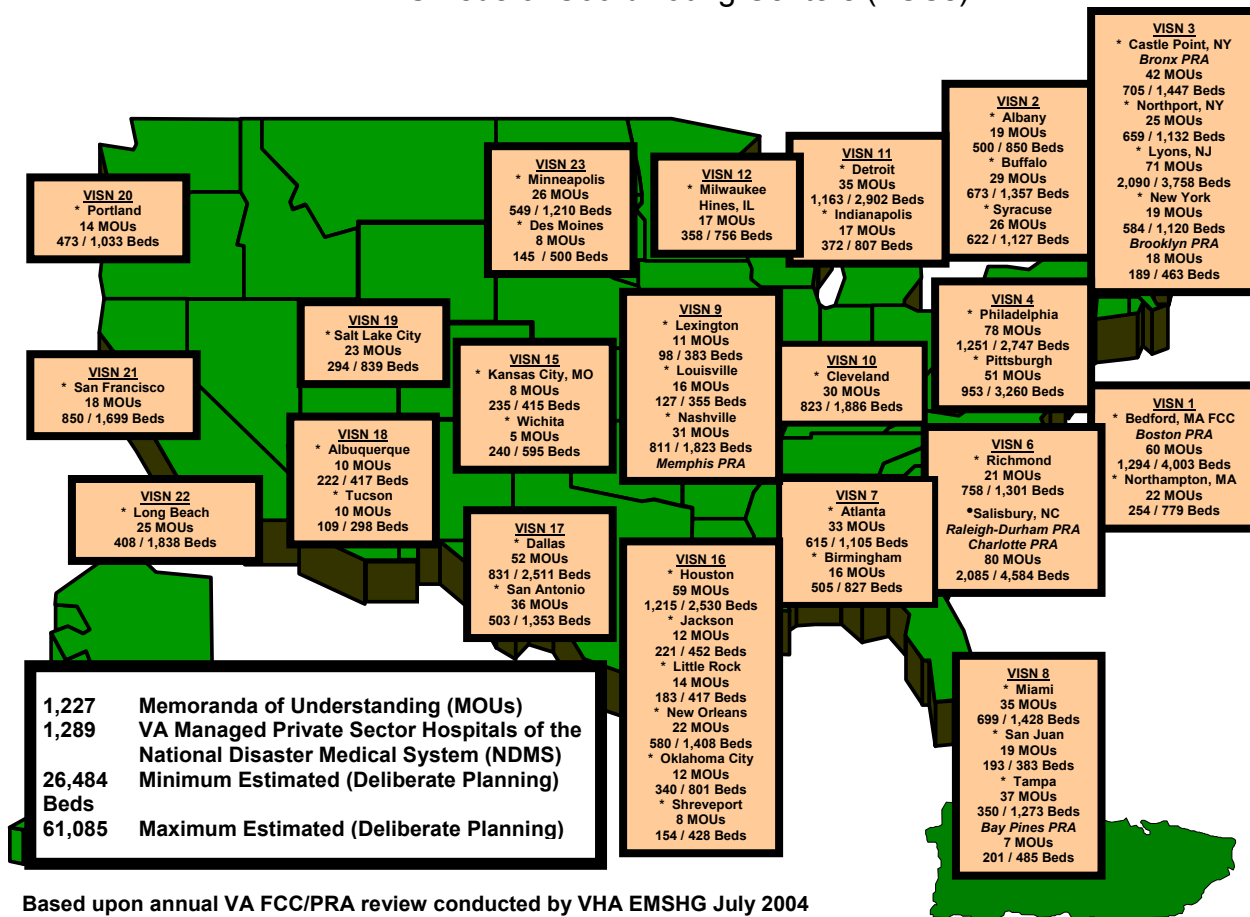 VISN 3
* Castle Point, NY
Bronx PRA
42 MOUs
705 / 1,447 Beds
* Northport, NY
25 MOUs
659 / 1,132 Beds
* Lyons, NJ
71 MOUs
2,090 / 3,758 Beds
* New York
19 MOUs
584 / 1,120 Beds
Brooklyn PRA
18 MOUs
189 / 463 Beds
VISN 2
* Albany
19 MOUs
500 / 850 Beds
* Buffalo
29 MOUs
673 / 1,357 Beds
* Syracuse
26 MOUs
622 / 1,127 Beds
VISN 11
* Detroit
35 MOUs
1,163 / 2,902 Beds
* Indianapolis
17 MOUs
372 / 807 Beds
VISN 12
* Milwaukee
Hines, IL
17 MOUs
358 / 756 Beds
VISN 23
* Minneapolis
26 MOUs
549 / 1,210 Beds
* Des Moines
8 MOUs
145 / 500 Beds
VISN 20
* Portland
14 MOUs
473 / 1,033 Beds
VISN 19
* Salt Lake City
23 MOUs
294 / 839 Beds
VISN 9
* Lexington
11 MOUs
98 / 383 Beds
* Louisville
16 MOUs
127 / 355 Beds
* Nashville
31 MOUs
811 / 1,823 Beds
Memphis PRA
VISN 4
* Philadelphia
78 MOUs
1,251 / 2,747 Beds
* Pittsburgh
51 MOUs
953 / 3,260 Beds
VISN 21
* San Francisco
18 MOUs
850 / 1,699 Beds
VISN 15
* Kansas City, MO
8 MOUs
235 / 415 Beds
* Wichita
5 MOUs
240 / 595 Beds
VISN 10
* Cleveland
30 MOUs
823 / 1,886 Beds
VISN 1
* Bedford, MA FCC
Boston PRA
60 MOUs
1,294 / 4,003 Beds
* Northampton, MA
22 MOUs
254 / 779 Beds
VISN 18
* Albuquerque
10 MOUs
222 / 417 Beds
* Tucson
10 MOUs
109 / 298 Beds
VISN 6
* Richmond
21 MOUs
758 / 1,301 Beds
•Salisbury, NC
Raleigh-Durham PRA
Charlotte PRA
80 MOUs
2,085 / 4,584 Beds
VISN 22
* Long Beach
25 MOUs
408 / 1,838 Beds
VISN 7
* Atlanta
33 MOUs
615 / 1,105 Beds
* Birmingham
16 MOUs
505 / 827 Beds
VISN 17
* Dallas
52 MOUs
831 / 2,511 Beds
* San Antonio
36 MOUs
503 / 1,353 Beds
VISN 16
* Houston
59 MOUs
1,215 / 2,530 Beds
* Jackson
12 MOUs
221 / 452 Beds
* Little Rock
14 MOUs
183 / 417 Beds
* New Orleans
22 MOUs
580 / 1,408 Beds
* Oklahoma City
12 MOUs
340 / 801 Beds
* Shreveport
8 MOUs
154 / 428 Beds
VISN 8
* Miami
35 MOUs
699 / 1,428 Beds
* San Juan
19 MOUs
193 / 383 Beds
* Tampa
37 MOUs
350 / 1,273 Beds
Bay Pines PRA
7 MOUs
201 / 485 Beds
1,227 Memoranda of Understanding (MOUs)
1,289 VA Managed Private Sector Hospitals of the
National Disaster Medical System (NDMS)
26,484 Minimum Estimated (Deliberate Planning)
Beds
61,085 Maximum Estimated (Deliberate Planning)
Based upon annual VA FCC/PRA review conducted by VHA EMSHG July 2004